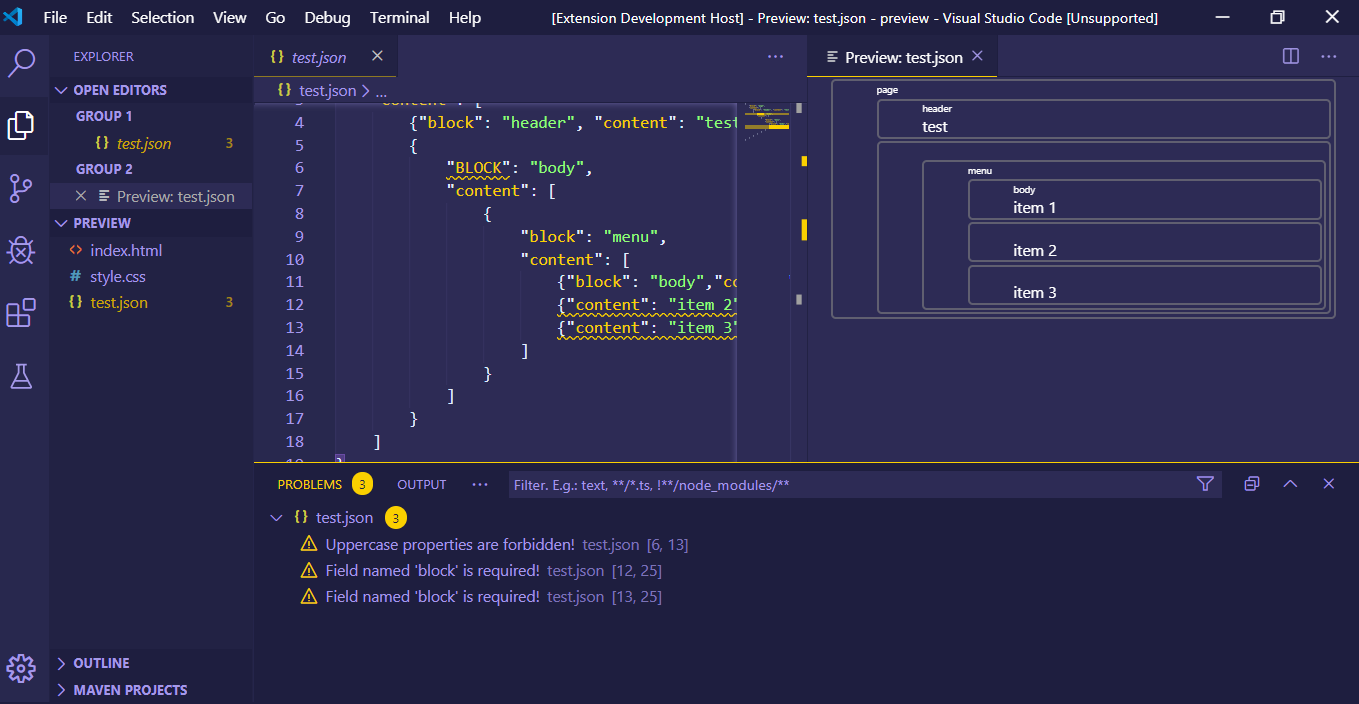 File Edit Selection View Go Debug Terminal Help [Extension Development Host] - Preview: test.json - preview - Visual Studio Code [Unsupported]
EXPLORER
OPEN EDITORS
GROUP 1
{} test.json 3
GROUP 2
Preview: test.json
PREVIEW
<> index.html
# style.css
{} test.json 3
OUTLINE
MAVEN PROJECTS
{} test.json
{} test.json > ...
4 {"block": "header", "content": "test
5 {
6 "BLOCK": "body",
7 "content": [
8 {
9 "block": "menu",
10 "content": [
11 {"block": "body","co
12 {"content": "item 2"
13 {"content": "item 3"
14 ]
15 }
16 ]
17 }
18 ]
Preview: test.json
page
header
test
menu
body
item 1
item 2
item 3
PROBLEMS 3 OUTPUT ... Filter. E.g.: text, **/*.ts, !**/node_modules/**
{} test.json 3
Uppercase properties are forbidden! test.json [6, 13]
Field named 'block' is required! test.json [12, 25]
Field named 'block' is required! test.json [13, 25]